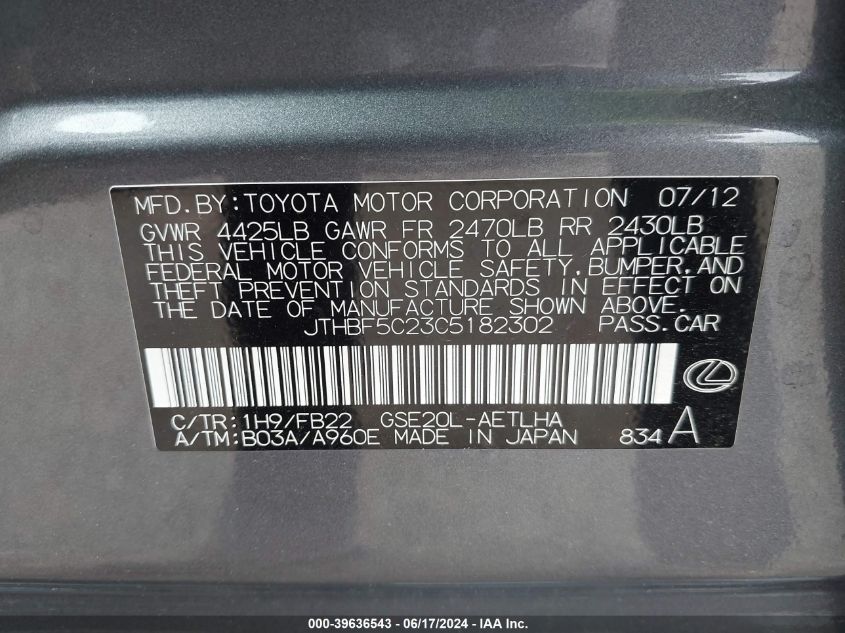 MFD. BY: TOYOTA MOTOR CORPORATION 07/12
GVWR 4425LB GAWR FR 2470LB RR 2430LB
THIS VEHICLE CONFORMS TO ALL APPLICABLE
FEDERAL MOTOR VEHICLE SAFETY, BUMPER, AND
THEFT PREVENTION STANDARDS IN EFFECT ON
THE DATE OF MANUFACTURE SHOWN ABOVE.
JTHBF5C23C5182302 PASS. CAR
C/TR: 1H9/FB22 GSE20L-AETLHA
A/TM: B03A/A960E MADE IN JAPAN 834 A
000-39636543 - 06/17/2024 - IAA Inc.